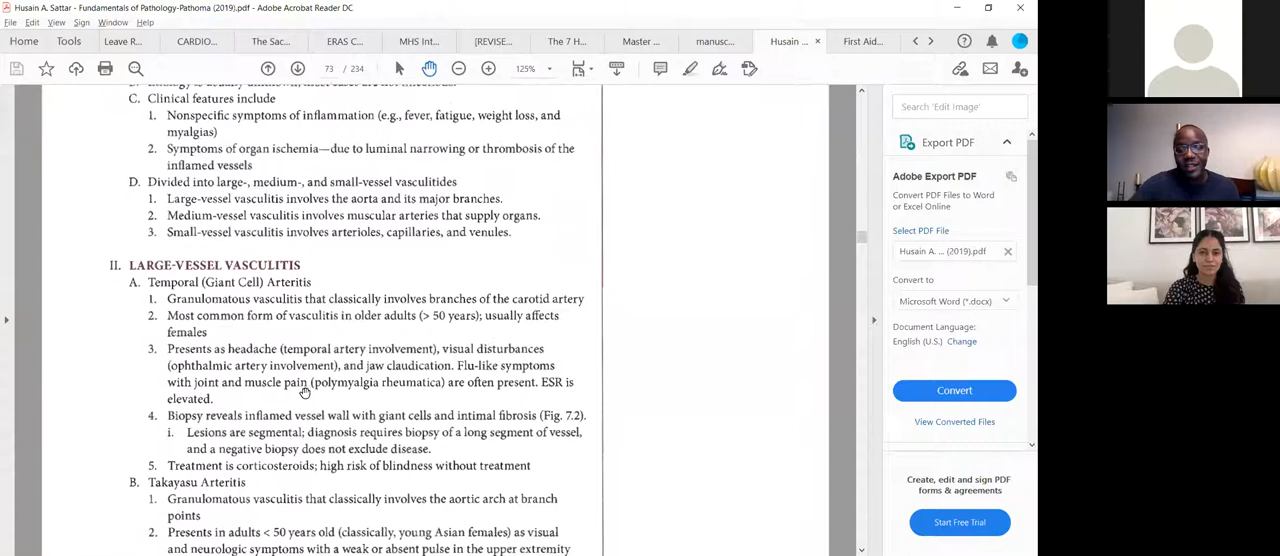 Husain A. Sattar - Fundamentals of Pathology-Pathoma (2019).pdf - Adobe Acrobat Reader DC
File Edit View Sign Window Help
Home Tools Leave R... CARDIO... The Sac... ERAS C... MHS Int... [REVISE... The 7 H... Master ... manusc... Husain ... × First Aid...
73 / 234 125%
C. Clinical features include
1. Nonspecific symptoms of inflammation (e.g., fever, fatigue, weight loss, and
myalgias)
2. Symptoms of organ ischemia—due to luminal narrowing or thrombosis of the
inflamed vessels
D. Divided into large-, medium-, and small-vessel vasculitides
1. Large-vessel vasculitis involves the aorta and its major branches.
2. Medium-vessel vasculitis involves muscular arteries that supply organs.
3. Small-vessel vasculitis involves arterioles, capillaries, and venules.
II. LARGE-VESSEL VASCULITIS
A. Temporal (Giant Cell) Arteritis
1. Granulomatous vasculitis that classically involves branches of the carotid artery
2. Most common form of vasculitis in older adults (> 50 years); usually affects
females
3. Presents as headache (temporal artery involvement), visual disturbances
(ophthalmic artery involvement), and jaw claudication. Flu-like symptoms
with joint and muscle pain (polymyalgia rheumatica) are often present. ESR is
elevated.
4. Biopsy reveals inflamed vessel wall with giant cells and intimal fibrosis (Fig. 7.2).
i. Lesions are segmental; diagnosis requires biopsy of a long segment of vessel,
and a negative biopsy does not exclude disease.
5. Treatment is corticosteroids; high risk of blindness without treatment
B. Takayasu Arteritis
1. Granulomatous vasculitis that classically involves the aortic arch at branch
points
2. Presents in adults < 50 years old (classically, young Asian females) as visual
and neurologic symptoms with a weak or absent pulse in the upper extremity
Search 'Edit Image'
Export PDF
Adobe Export PDF
Convert PDF Files to Word
or Excel Online
Select PDF File
Husain A. ... (2019).pdf
Convert to
Microsoft Word (*.docx)
Document Language:
English (U.S.) Change
Convert
View Converted Files
Create, edit and sign PDF
forms & agreements
Start Free Trial